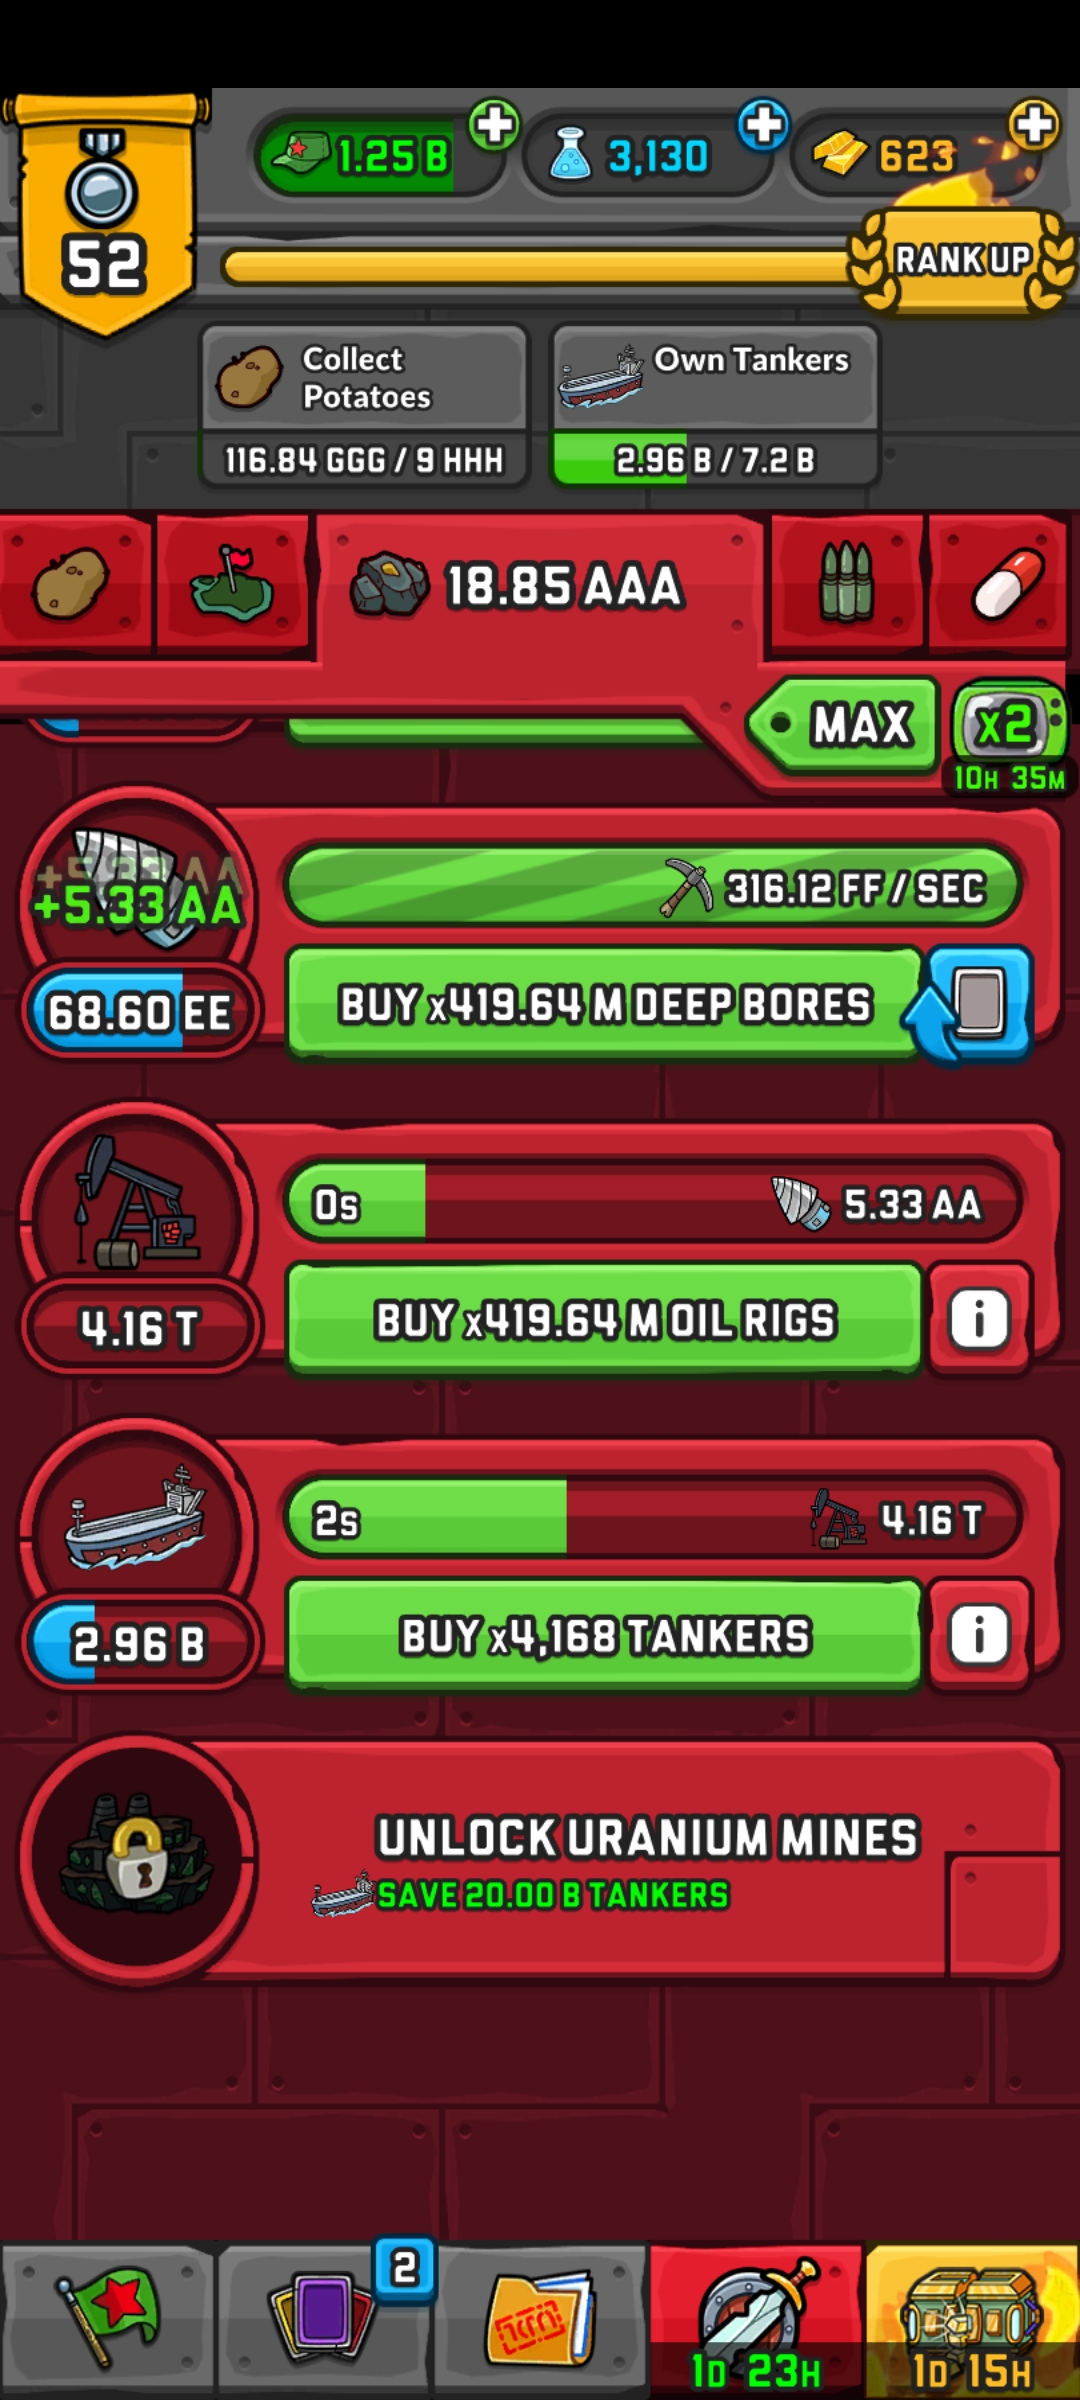 1.25 B
3,130
623
52
RANK UP
Collect
Potatoes
116.84 GGG / 9 HHH
Own Tankers
2.96 B / 7.2 B
18.85 AAA
MAX
x2
10H 35M
+5.33 AA
+5.33 AA
316.12 FF / SEC
68.60 EE
BUY x419.64 M DEEP BORES
0s
5.33 AA
4.16 T
BUY x419.64 M OIL RIGS
i
2s
4.16 T
2.96 B
BUY x4,168 TANKERS
i
UNLOCK URANIUM MINES
SAVE 20.00 B TANKERS
2
1D 23H
1D 15H